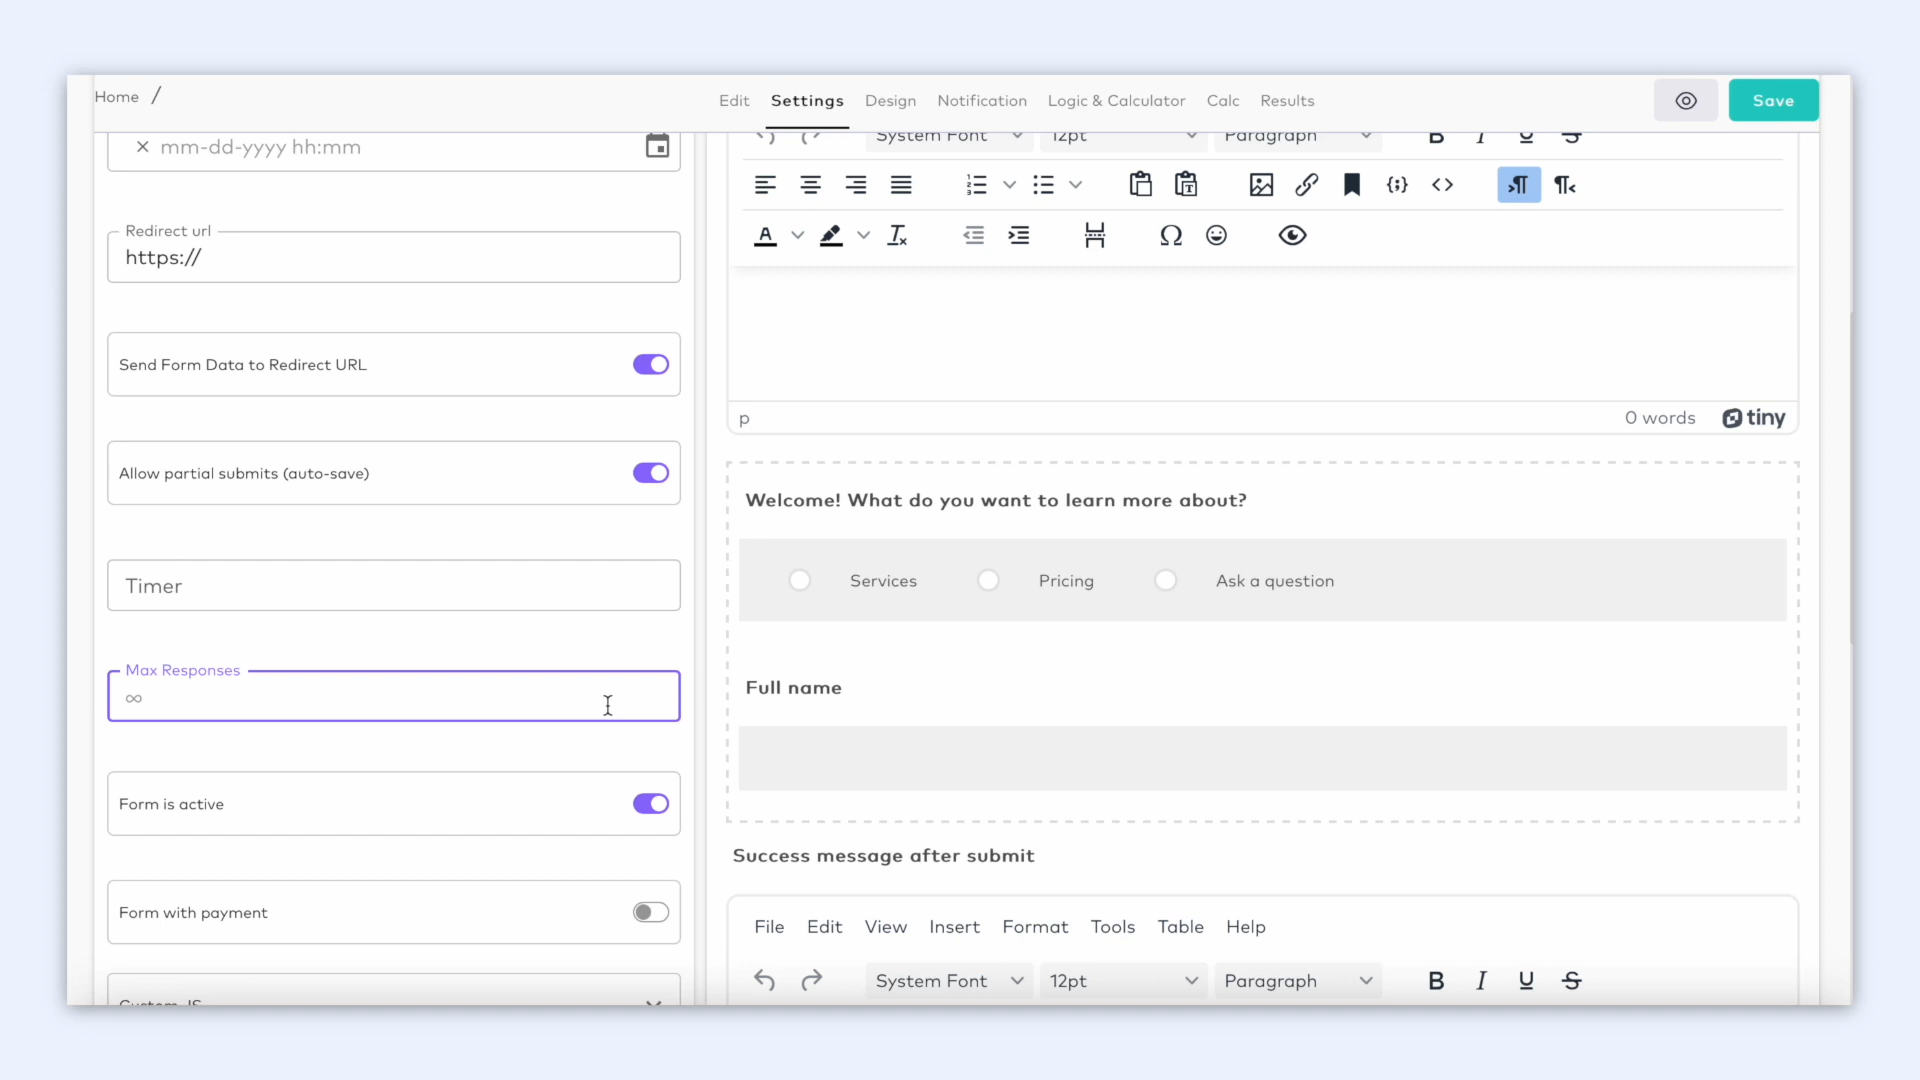 Home /
Edit Settings Design Notification Logic & Calculator Calc Results
Save
mm-dd-yyyy hh:mm
Redirect url
https://
Send Form Data to Redirect URL
Allow partial submits (auto-save)
Timer
Max Responses
∞
Form is active
Form with payment
Custom JS
System Font 12pt Paragraph B I U S
p
0 words tiny
Welcome! What do you want to learn more about?
Services Pricing Ask a question
Full name
Success message after submit
File Edit View Insert Format Tools Table Help
System Font 12pt Paragraph B I U S